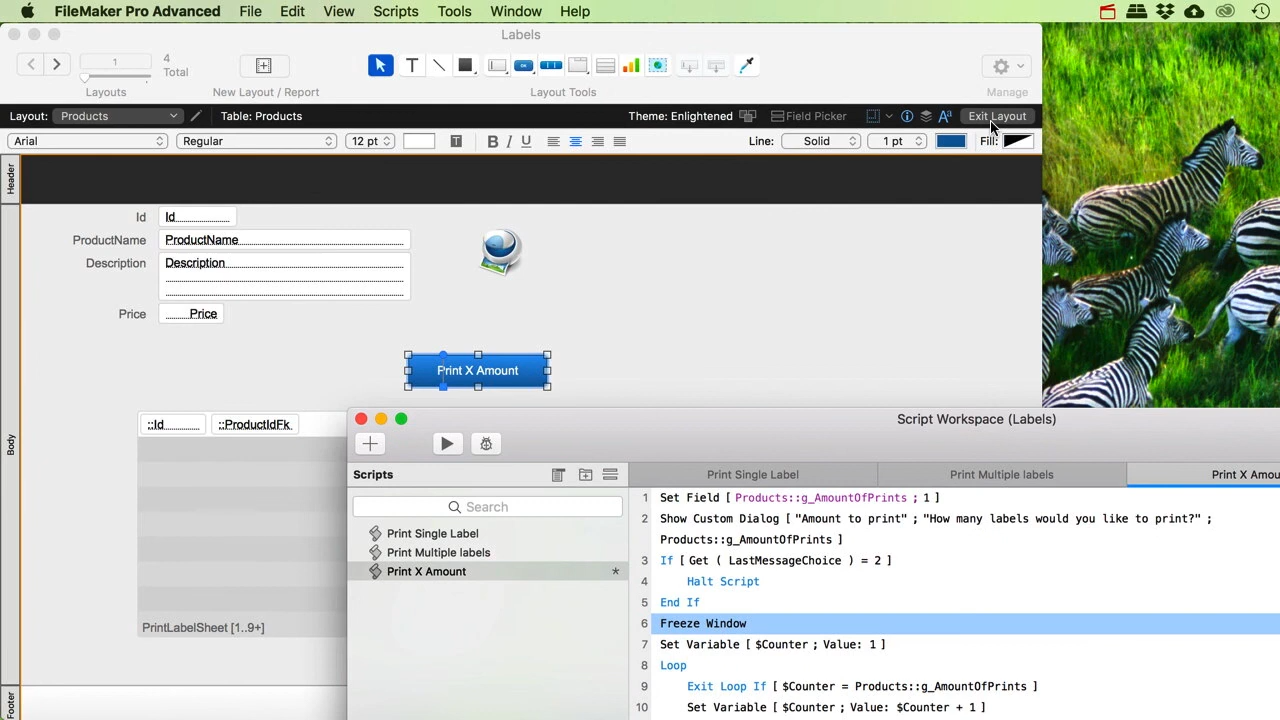 FileMaker Pro Advanced File Edit View Scripts Tools Window Help
Labels
1 4
Total
Layouts New Layout / Report Layout Tools Manage
Layout: Products Table: Products Theme: Enlightened Field Picker Exit Layout
Arial Regular 12 pt B I U Line: Solid 1 pt Fill:
Header
Id Id
ProductName ProductName
Description Description
Price Price
Print X Amount
Body
::Id ::ProductIdFk
PrintLabelSheet [1..9+]
Footer
Script Workspace (Labels)
Scripts
Search
Print Single Label
Print Multiple labels
Print X Amount *
Print Single Label Print Multiple labels Print X Amou
1 Set Field [ Products::g_AmountOfPrints ; 1 ]
2 Show Custom Dialog [ "Amount to print" ; "How many labels would you like to print?" ;
Products::g_AmountOfPrints ]
3 If [ Get ( LastMessageChoice ) = 2 ]
4 Halt Script
5 End If
6 Freeze Window
7 Set Variable [ $Counter ; Value: 1 ]
8 Loop
9 Exit Loop If [ $Counter = Products::g_AmountOfPrints ]
10 Set Variable [ $Counter ; Value: $Counter + 1 ]